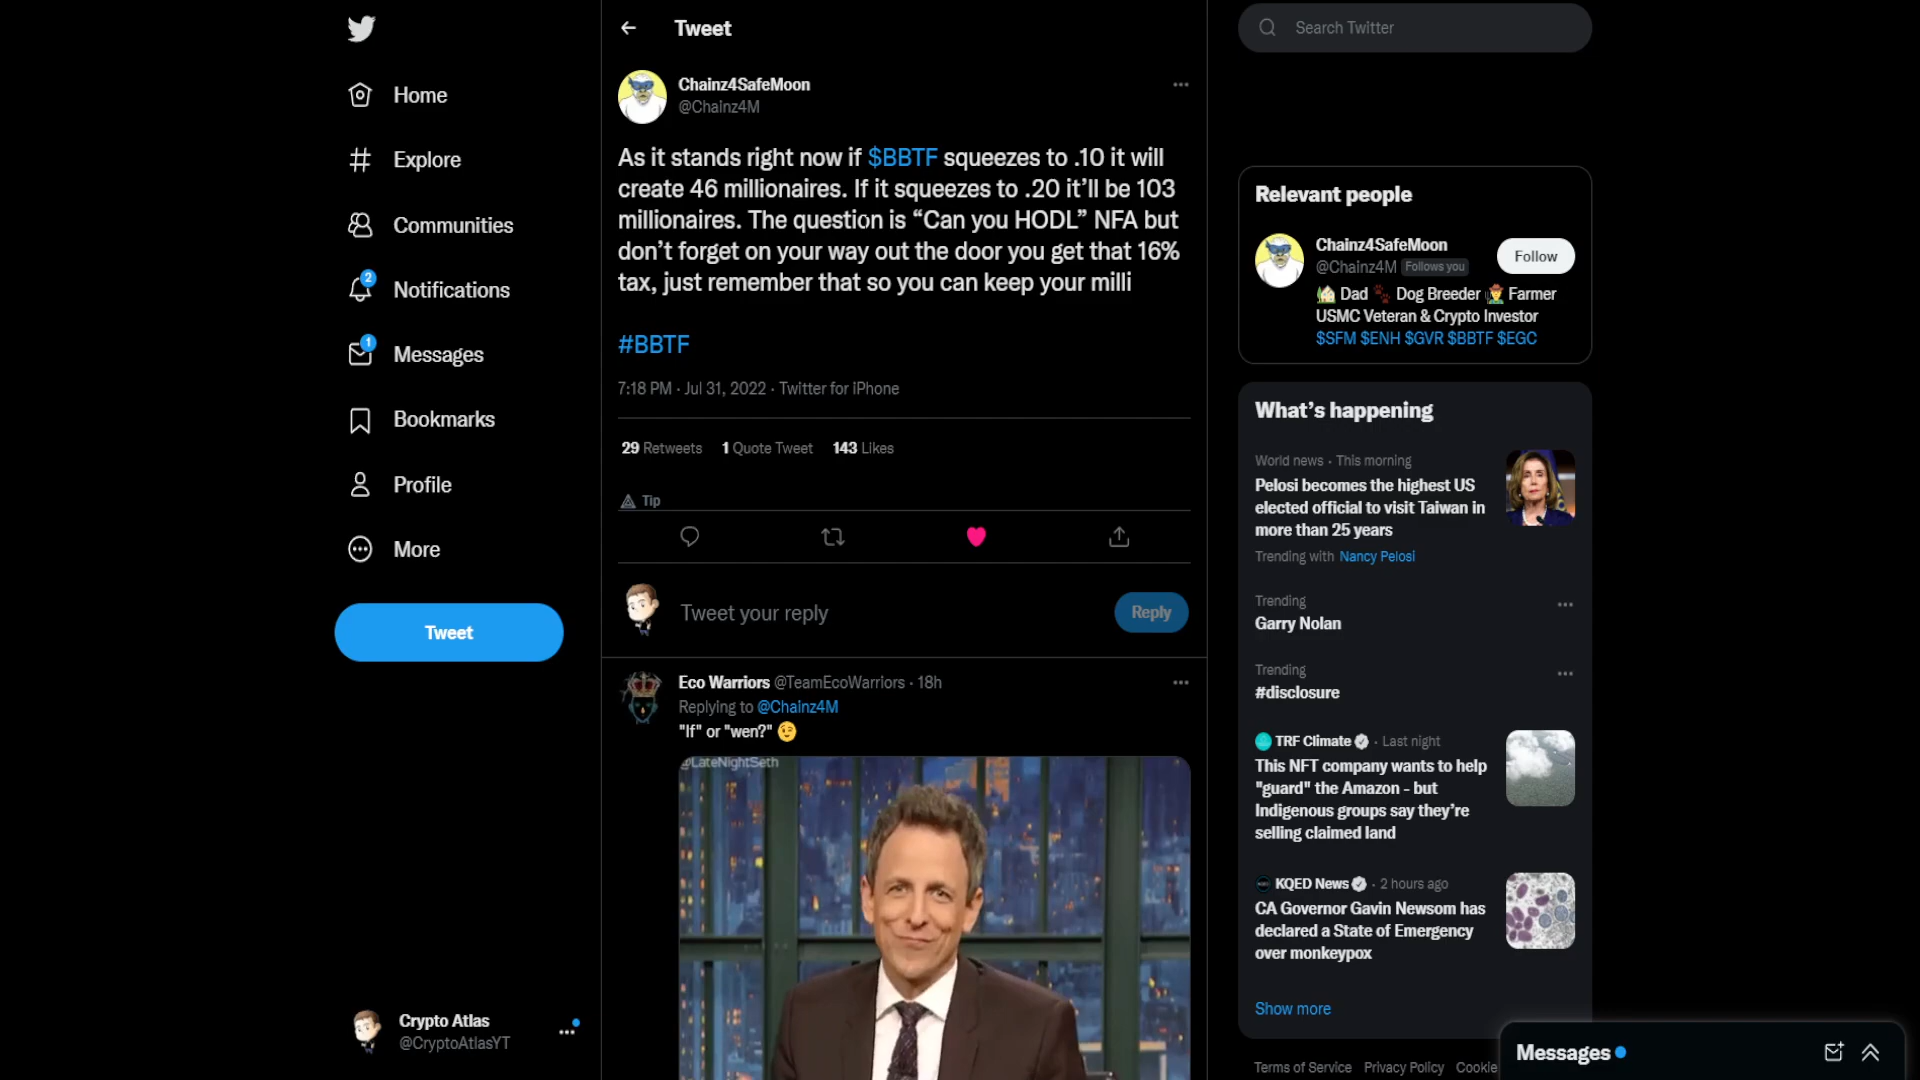 Home
Explore
Communities
2
Notifications
1
Messages
Bookmarks
Profile
More
Tweet
Crypto Atlas
@CryptoAtlasYT
Tweet
Chainz4SafeMoon
@Chainz4M
As it stands right now if $BBTF squeezes to .10 it will
create 46 millionaires. If it squeezes to .20 it’ll be 103
millionaires. The question is “Can you HODL” NFA but
don’t forget on your way out the door you get that 16%
tax, just remember that so you can keep your milli
#BBTF
7:18 PM · Jul 31, 2022 · Twitter for iPhone
29 Retweets 1 Quote Tweet 143 Likes
Tip
Tweet your reply
Reply
Eco Warriors @TeamEcoWarriors · 18h
Replying to @Chainz4M
"If" or "wen?" 😉
@LateNightSeth
Search Twitter
Relevant people
Chainz4SafeMoon
@Chainz4M Follows you
Follow
🏡 Dad 🐾 Dog Breeder 👨‍🌾 Farmer
USMC Veteran & Crypto Investor
$SFM $ENH $GVR $BBTF $EGC
What’s happening
World news · This morning
Pelosi becomes the highest US
elected official to visit Taiwan in
more than 25 years
Trending with Nancy Pelosi
Trending
Garry Nolan
Trending
#disclosure
TRF Climate · Last night
This NFT company wants to help
"guard" the Amazon - but
Indigenous groups say they’re
selling claimed land
KQED News · 2 hours ago
CA Governor Gavin Newsom has
declared a State of Emergency
over monkeypox
Show more
Terms of Service Privacy Policy Cookie
Messages